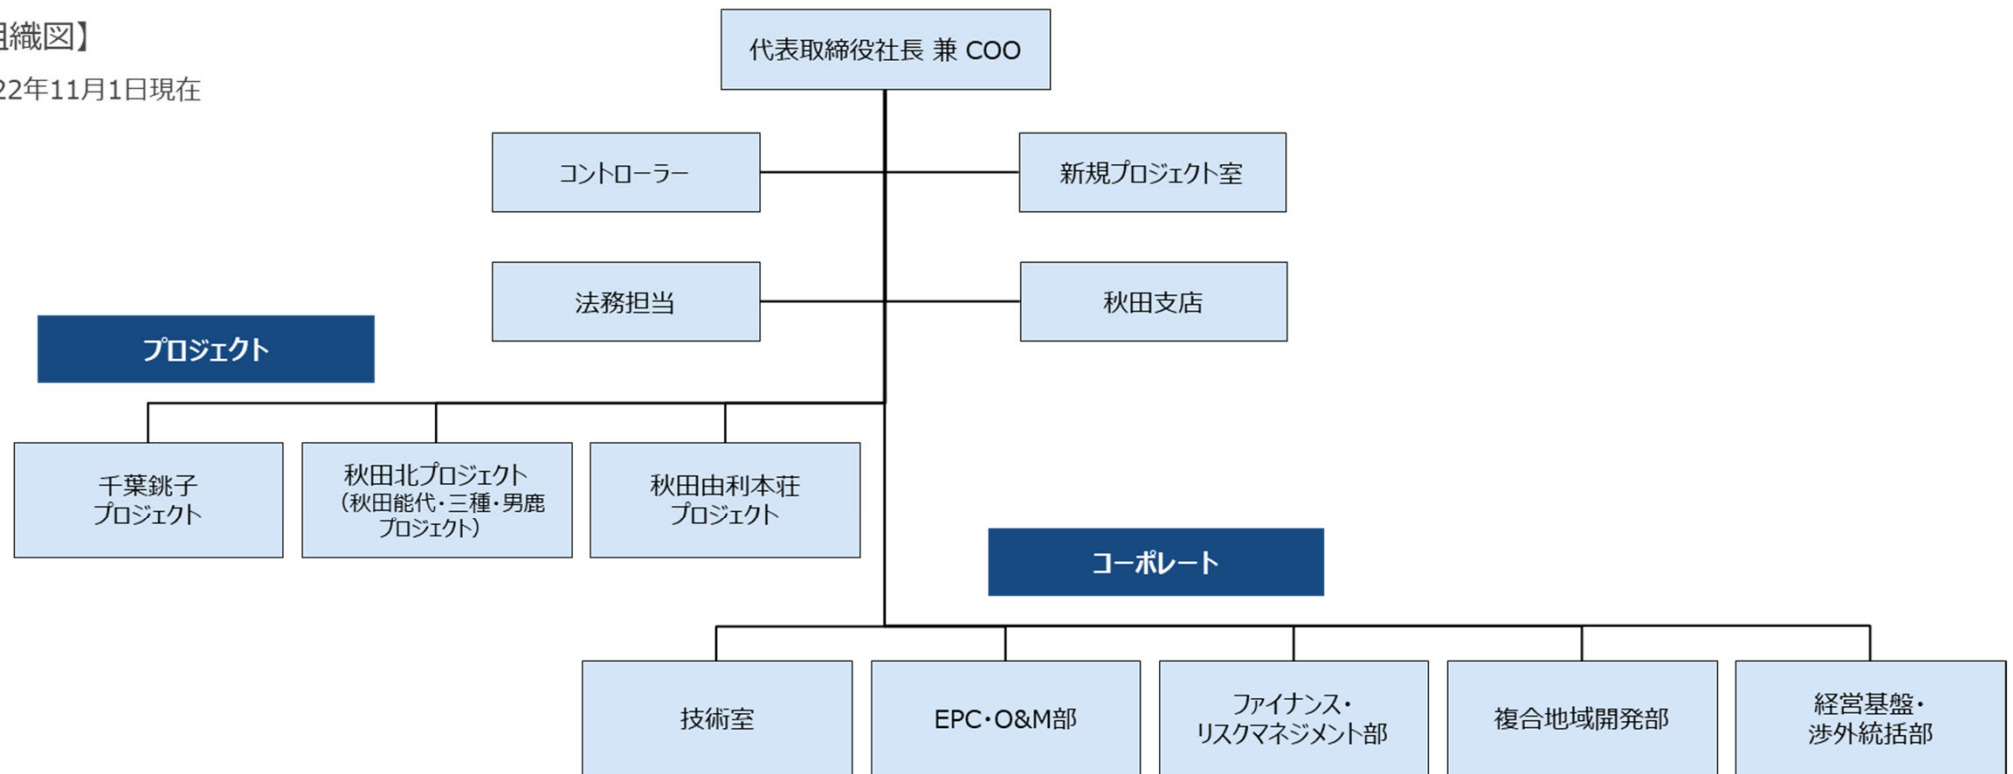 組織図】
22年11月1日現在
代表取締役社長 兼 COO
コントローラー
新規プロジェクト室
法務担当
秋田支店
プロジェクト
千葉銚子
プロジェクト
秋田北プロジェクト
（秋田能代・三種・男鹿
プロジェクト）
秋田由利本荘
プロジェクト
コーポレート
技術室
EPC・O&M部
ファイナンス・
リスクマネジメント部
複合地域開発部
経営基盤・
渉外統括部